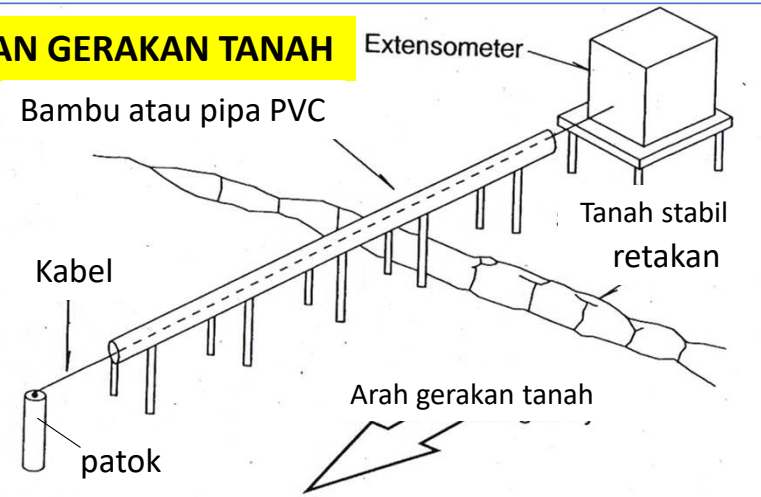 AN GERAKAN TANAH
Extensometer
Bambu atau pipa PVC
Tanah stabil
retakan
Kabel
Arah gerakan tanah
patok